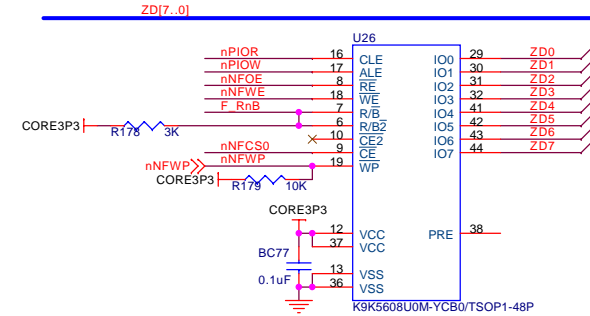 ZD[7..0]
U26
nPIOR 16 CLE IO0 29 ZD0
nPIOW 17 ALE IO1 30 ZD1
nNFOE 8 RE IO2 31 ZD2
nNFWE 18 WE IO3 32 ZD3
F_RnB 7 R/B IO4 41 ZD4
6 R/B2 IO5 42 ZD5
CORE3P3 R178 3K
10 CE2 IO6 43 ZD6
nNFCS0 9 CE IO7 44 ZD7
nNFWP nNFWP 19 WP
CORE3P3 R179 10K
CORE3P3
12 VCC PRE 38
37 VCC
BC77
0.1uF
13 VSS
36 VSS
K9K5608U0M-YCB0/TSOP1-48P